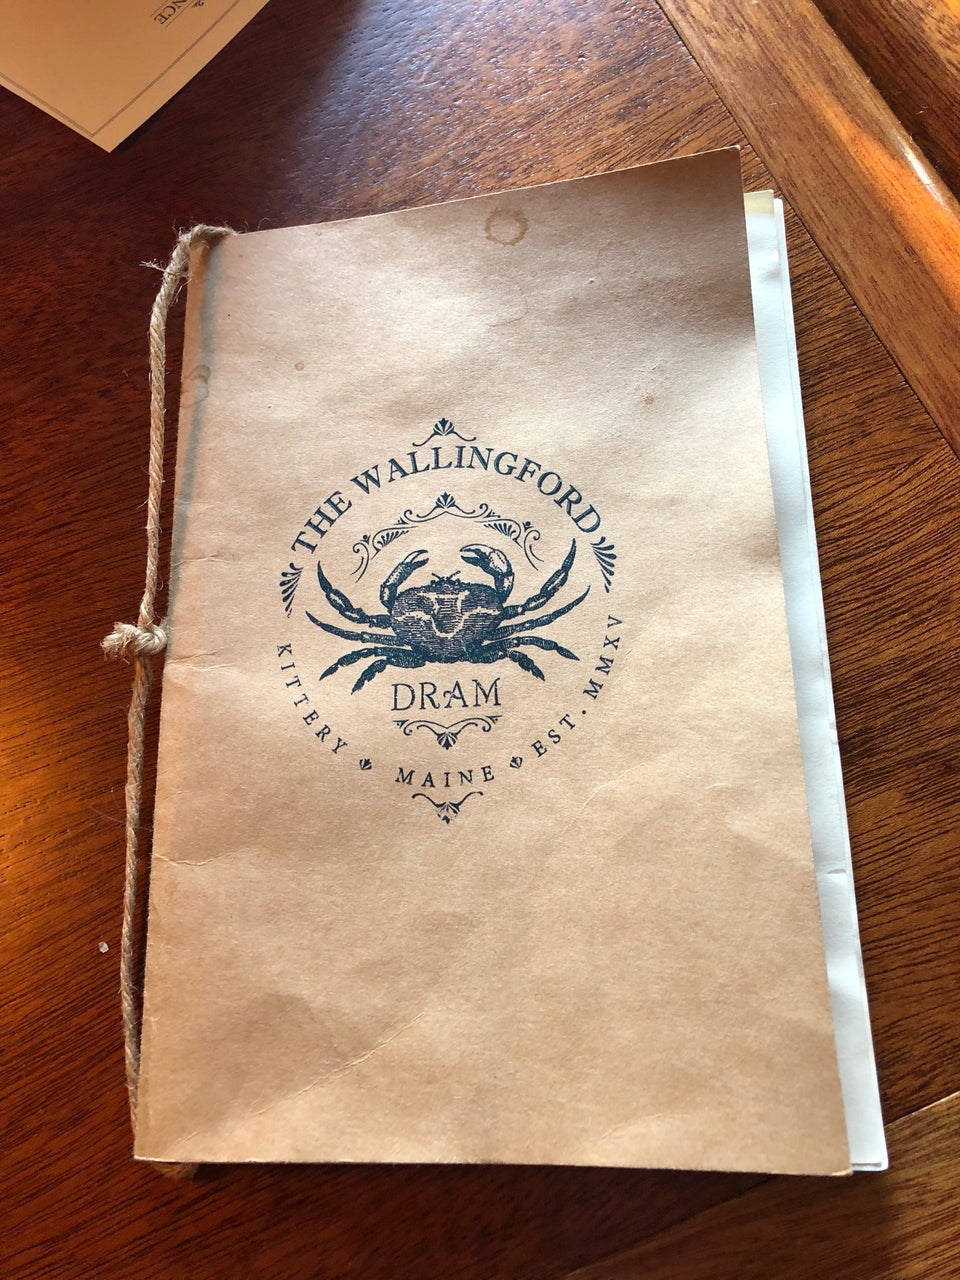 THE WALLINGFORD
DRAM
KITTERY MAINE EST. MMXV